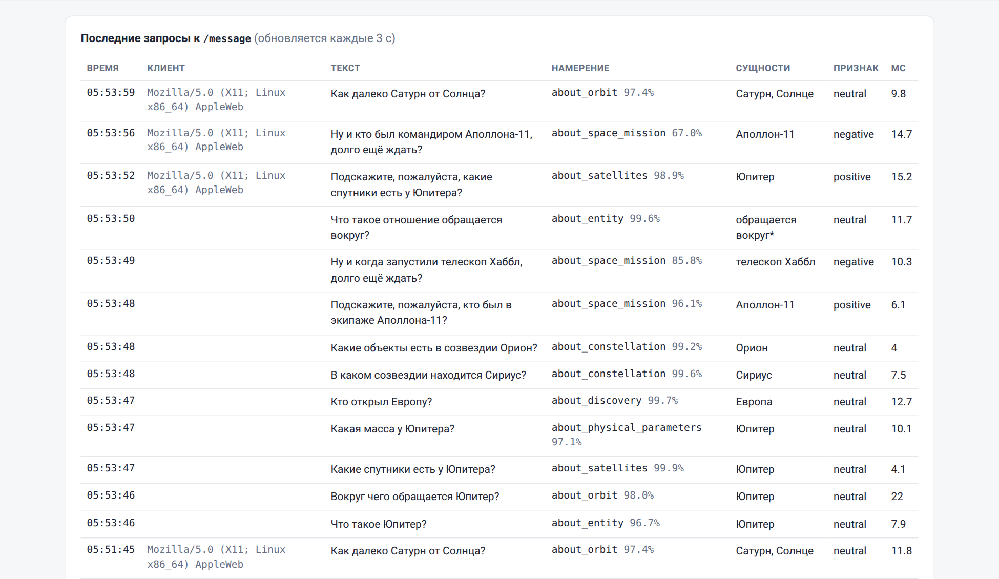 Последние запросы к /message (обновляется каждые 3 с)
ВРЕМЯ КЛИЕНТ ТЕКСТ НАМЕРЕНИЕ СУЩНОСТИ ПРИЗНАК МС
05:53:59 Mozilla/5.0 (X11; Linux Как далеко Сатурн от Солнца? about_orbit 97.4% Сатурн, Солнце neutral 9.8
x86_64) AppleWeb
05:53:56 Mozilla/5.0 (X11; Linux Ну и кто был командиром Аполлона-11, about_space_mission 67.0% Аполлон-11 negative 14.7
x86_64) AppleWeb долго ещё ждать?
05:53:52 Mozilla/5.0 (X11; Linux Подскажите, пожалуйста, какие about_satellites 98.9% Юпитер positive 15.2
x86_64) AppleWeb спутники есть у Юпитера?
05:53:50 Что такое отношение обращается about_entity 99.6% обращается neutral 11.7
вокруг? вокруг*
05:53:49 Ну и когда запустили телескоп Хаббл, about_space_mission 85.8% телескоп Хаббл negative 10.3
долго ещё ждать?
05:53:48 Подскажите, пожалуйста, кто был в about_space_mission 96.1% Аполлон-11 positive 6.1
экипаже Аполлона-11?
05:53:48 Какие объекты есть в созвездии Орион? about_constellation 99.2% Орион neutral 4
05:53:48 В каком созвездии находится Сириус? about_constellation 99.6% Сириус neutral 7.5
05:53:47 Кто открыл Европу? about_discovery 99.7% Европа neutral 12.7
05:53:47 Какая масса у Юпитера? about_physical_parameters Юпитер neutral 10.1
97.1%
05:53:47 Какие спутники есть у Юпитера? about_satellites 99.9% Юпитер neutral 4.1
05:53:46 Вокруг чего обращается Юпитер? about_orbit 98.0% Юпитер neutral 22
05:53:46 Что такое Юпитер? about_entity 96.7% Юпитер neutral 7.9
05:51:45 Mozilla/5.0 (X11; Linux Как далеко Сатурн от Солнца? about_orbit 97.4% Сатурн, Солнце neutral 11.8
x86_64) AppleWeb